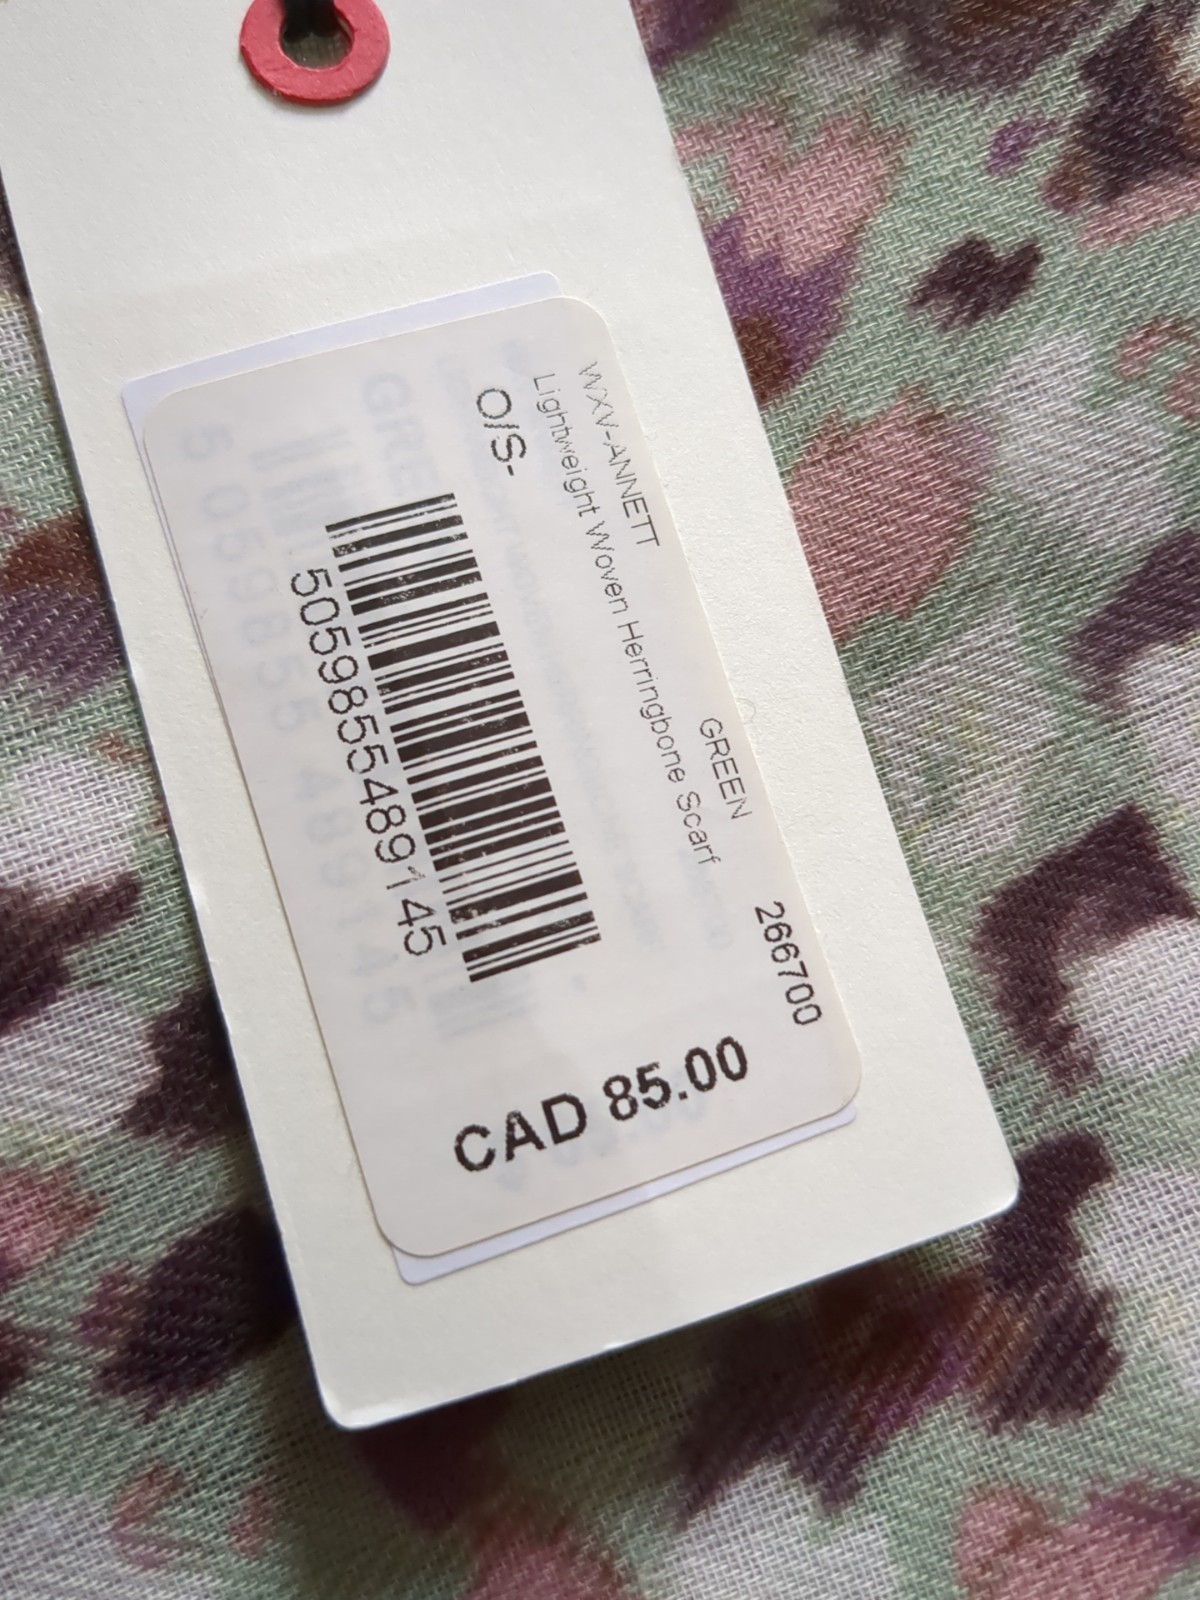 WXV-ANNETT
GREEN
266700
Lightweight Woven Herringbone Scarf
O/S-
5059855489145
CAD 85.00